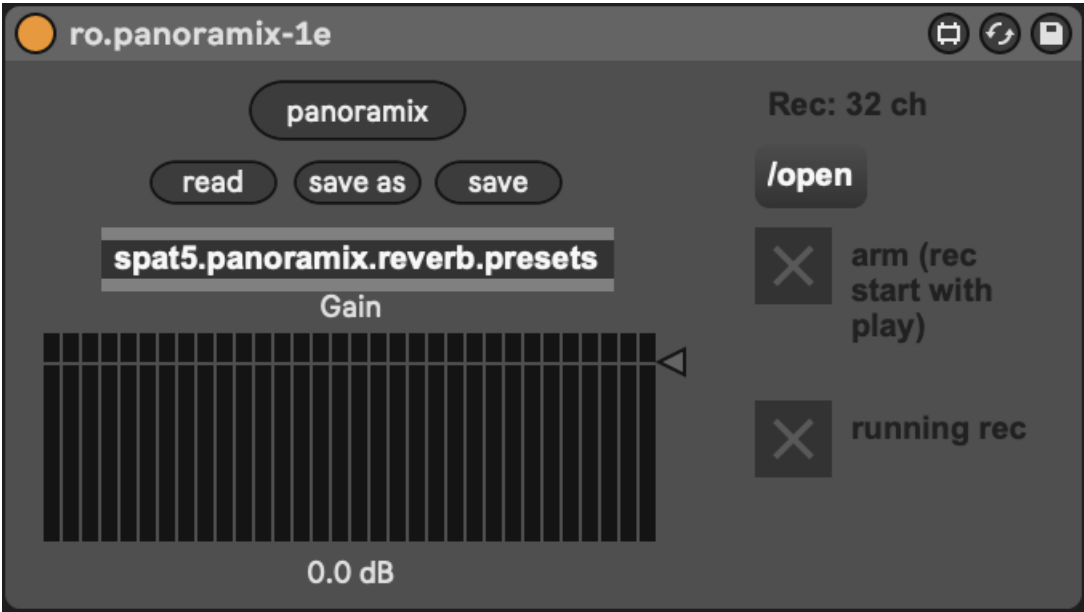 ro.panoramix-1e
panoramix
read
save as
save
spat5.panoramix.reverb.presets
Gain
0.0 dB
Rec: 32 ch
/open
arm (rec
start with
play)
running rec